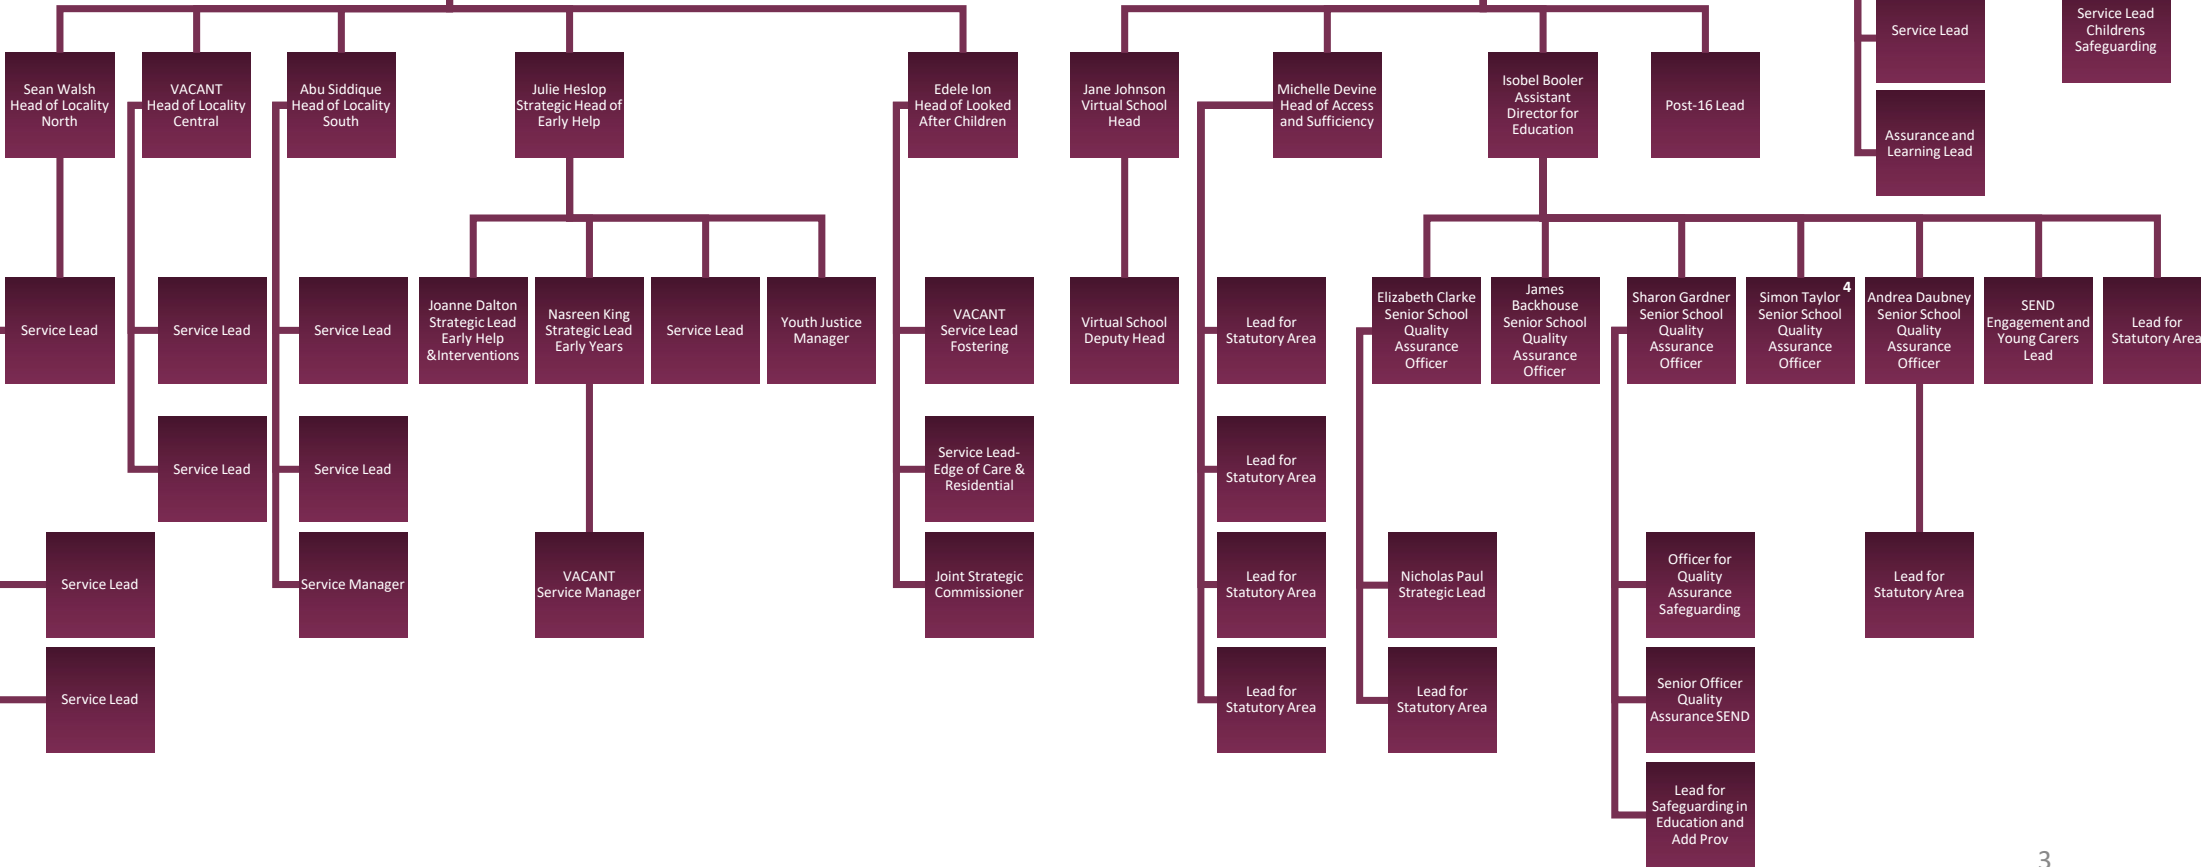 Service Lead
Service Lead
Childrens
Safeguarding
Sean Walsh
Head of Locality
North
VACANT
Head of Locality
Central
Abu Siddique
Head of Locality
South
Julie Heslop
Strategic Head of
Early Help
Edele Ion
Head of Looked
After Children
Jane Johnson
Virtual School
Head
Michelle Devine
Head of Access
and Sufficiency
Isobel Booler
Assistant
Director for
Education
Post-16 Lead
Assurance and
Learning Lead
Service Lead
Service Lead
Service Lead
Joanne Dalton
Strategic Lead
Early Help
&Interventions
Nasreen King
Strategic Lead
Early Years
Service Lead
Youth Justice
Manager
VACANT
Service Lead
Fostering
Virtual School
Deputy Head
Lead for
Statutory Area
Elizabeth Clarke
Senior School
Quality
Assurance
Officer
James
Backhouse
Senior School
Quality
Assurance
Officer
Sharon Gardner
Senior School
Quality
Assurance
Officer
4
Simon Taylor
Senior School
Quality
Assurance
Officer
Andrea Daubney
Senior School
Quality
Assurance
Officer
SEND
Engagement and
Young Carers
Lead
Lead for
Statutory Area
Service Lead
Service Lead
Service Lead-
Edge of Care &
Residential
Lead for
Statutory Area
Service Lead
Service Manager
VACANT
Service Manager
Joint Strategic
Commissioner
Lead for
Statutory Area
Nicholas Paul
Strategic Lead
Officer for
Quality
Assurance
Safeguarding
Lead for
Statutory Area
Service Lead
Lead for
Statutory Area
Lead for
Statutory Area
Senior Officer
Quality
Assurance SEND
Lead for
Safeguarding in
Education and
Add Prov
3